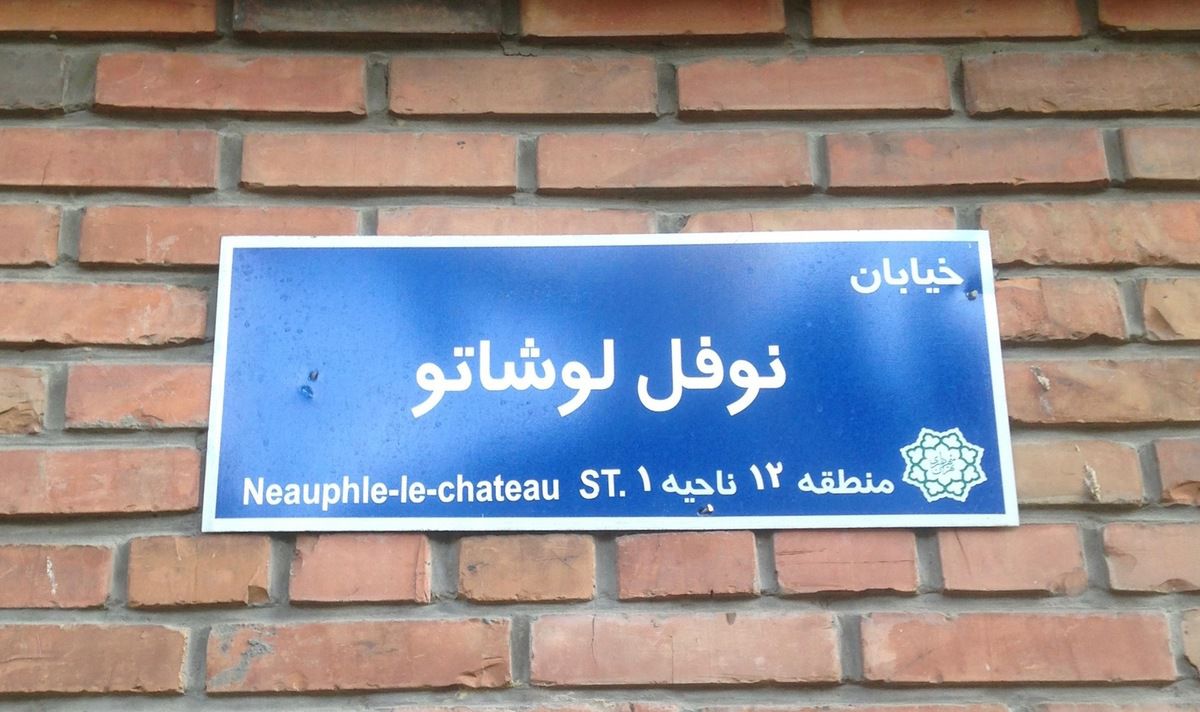 خیابان
نوفل لوشاتو
منطقه ۱۲ ناحیه ۱ Neauphle-le-chateau ST.